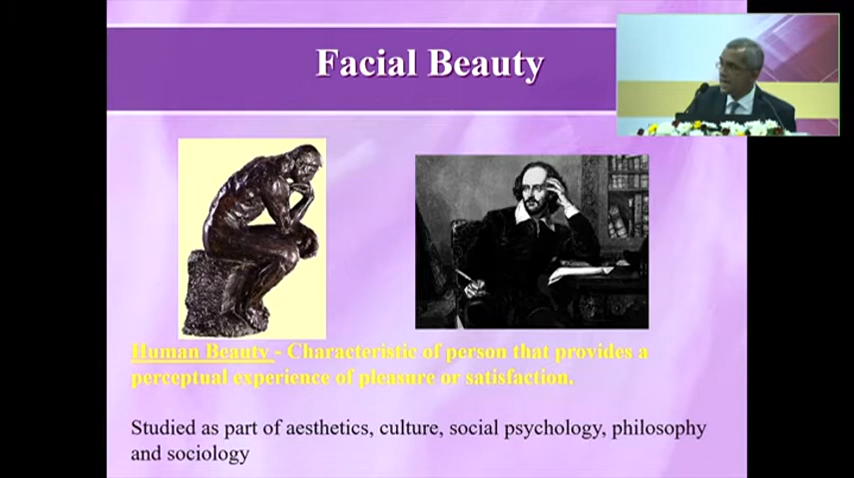 Facial Beauty
Human Beauty - Characteristic of person that provides a
perceptual experience of pleasure or satisfaction.
Studied as part of aesthetics, culture, social psychology, philosophy
and sociology